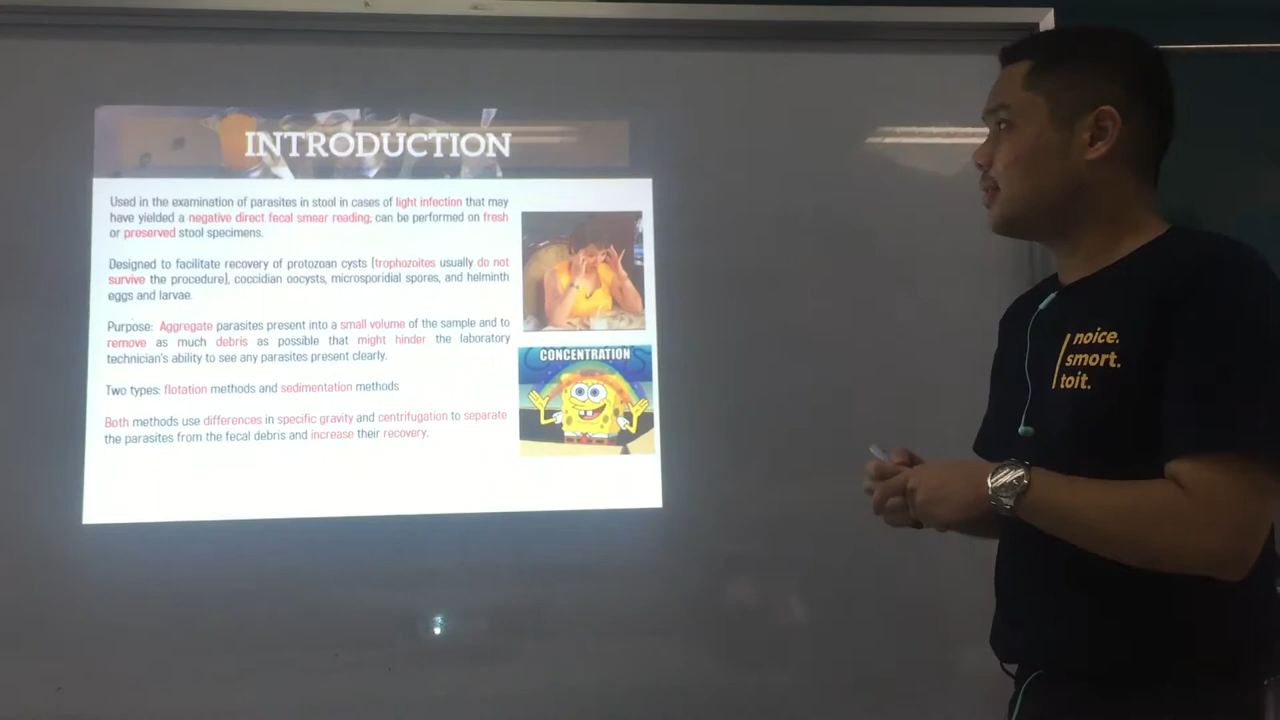 INTRODUCTION
Used in the examination of parasites in stool in cases of light infection that may
have yielded a negative direct fecal smear reading; can be performed on fresh
or preserved stool specimens.
Designed to facilitate recovery of protozoan cysts (trophozoites usually do not
survive the procedure), coccidian oocysts, microsporidial spores, and helminth
eggs and larvae.
Purpose: Aggregate parasites present into a small volume of the sample and to
remove as much debris as possible that might hinder the laboratory
technician's ability to see any parasites present clearly.
Two types: flotation methods and sedimentation methods
Both methods use differences in specific gravity and centrifugation to separate
the parasites from the fecal debris and increase their recovery.
CONCENTRATION
noice.
smort.
toit.